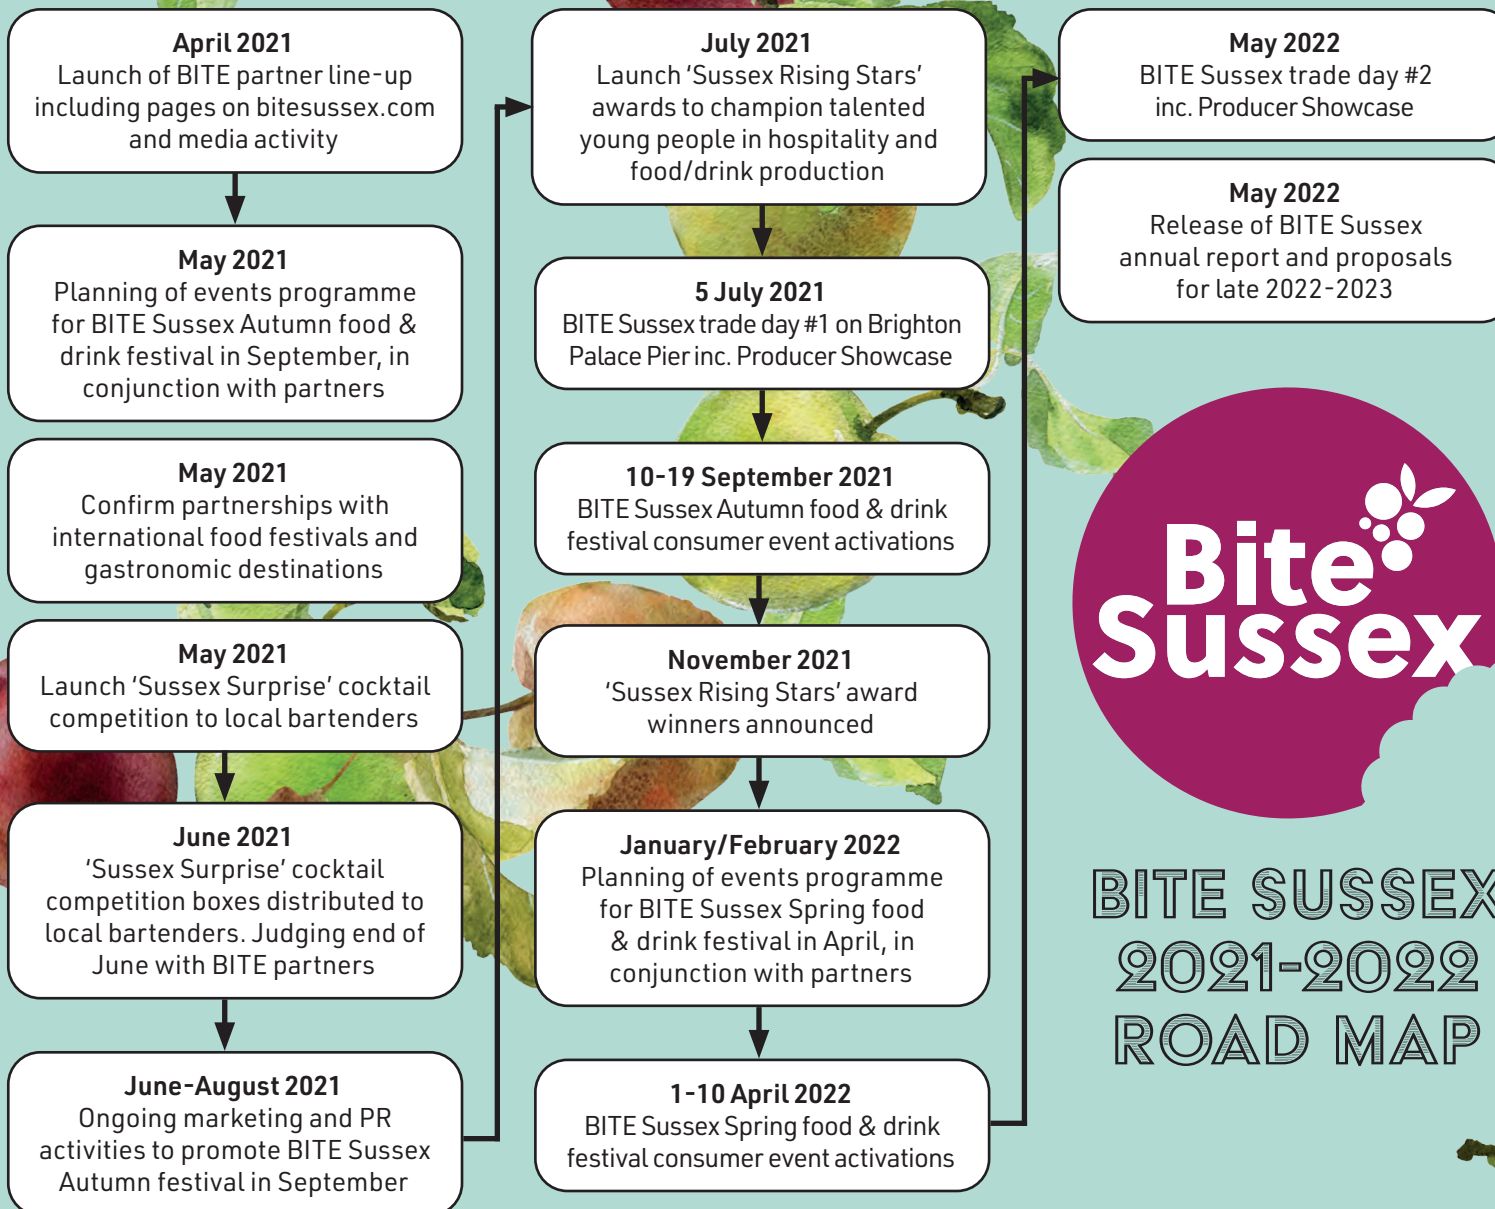 April 2021
Launch of BITE partner line-up
including pages on bitesussex.com
and media activity
May 2021
Planning of events programme
for BITE Sussex Autumn food &
drink festival in September, in
conjunction with partners
May 2021
Confirm partnerships with
international food festivals and
gastronomic destinations
May 2021
Launch ‘Sussex Surprise’ cocktail
competition to local bartenders
June 2021
‘Sussex Surprise’ cocktail
competition boxes distributed to
local bartenders. Judging end of
June with BITE partners
June-August 2021
Ongoing marketing and PR
activities to promote BITE Sussex
Autumn festival in September
July 2021
Launch ‘Sussex Rising Stars’
awards to champion talented
young people in hospitality and
food/drink production
5 July 2021
BITE Sussex trade day #1 on Brighton
Palace Pier inc. Producer Showcase
10-19 September 2021
BITE Sussex Autumn food & drink
festival consumer event activations
November 2021
‘Sussex Rising Stars’ award
winners announced
January/February 2022
Planning of events programme
for BITE Sussex Spring food
& drink festival in April, in
conjunction with partners
1-10 April 2022
BITE Sussex Spring food & drink
festival consumer event activations
May 2022
BITE Sussex trade day #2
inc. Producer Showcase
May 2022
Release of BITE Sussex
annual report and proposals
for late 2022-2023
Bite
Sussex
BITE SUSSEX
2021-2022
ROAD MAP